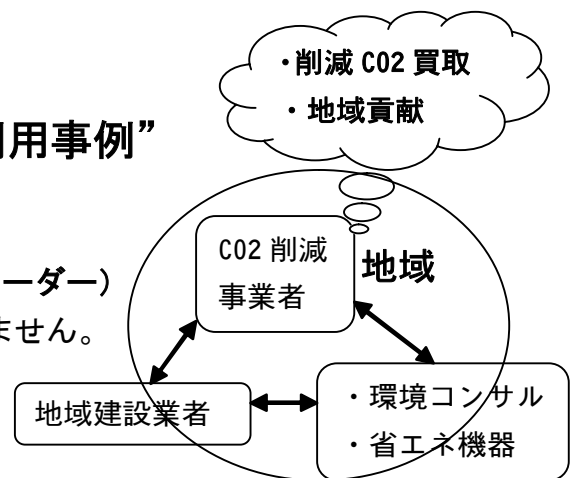 ・削減 CO2 買取
・地域貢献
用事例”
CO2 削減
事業者
地域
ーダー)
ません。
地域建設業者
・環境コンサル
・省エネ機器